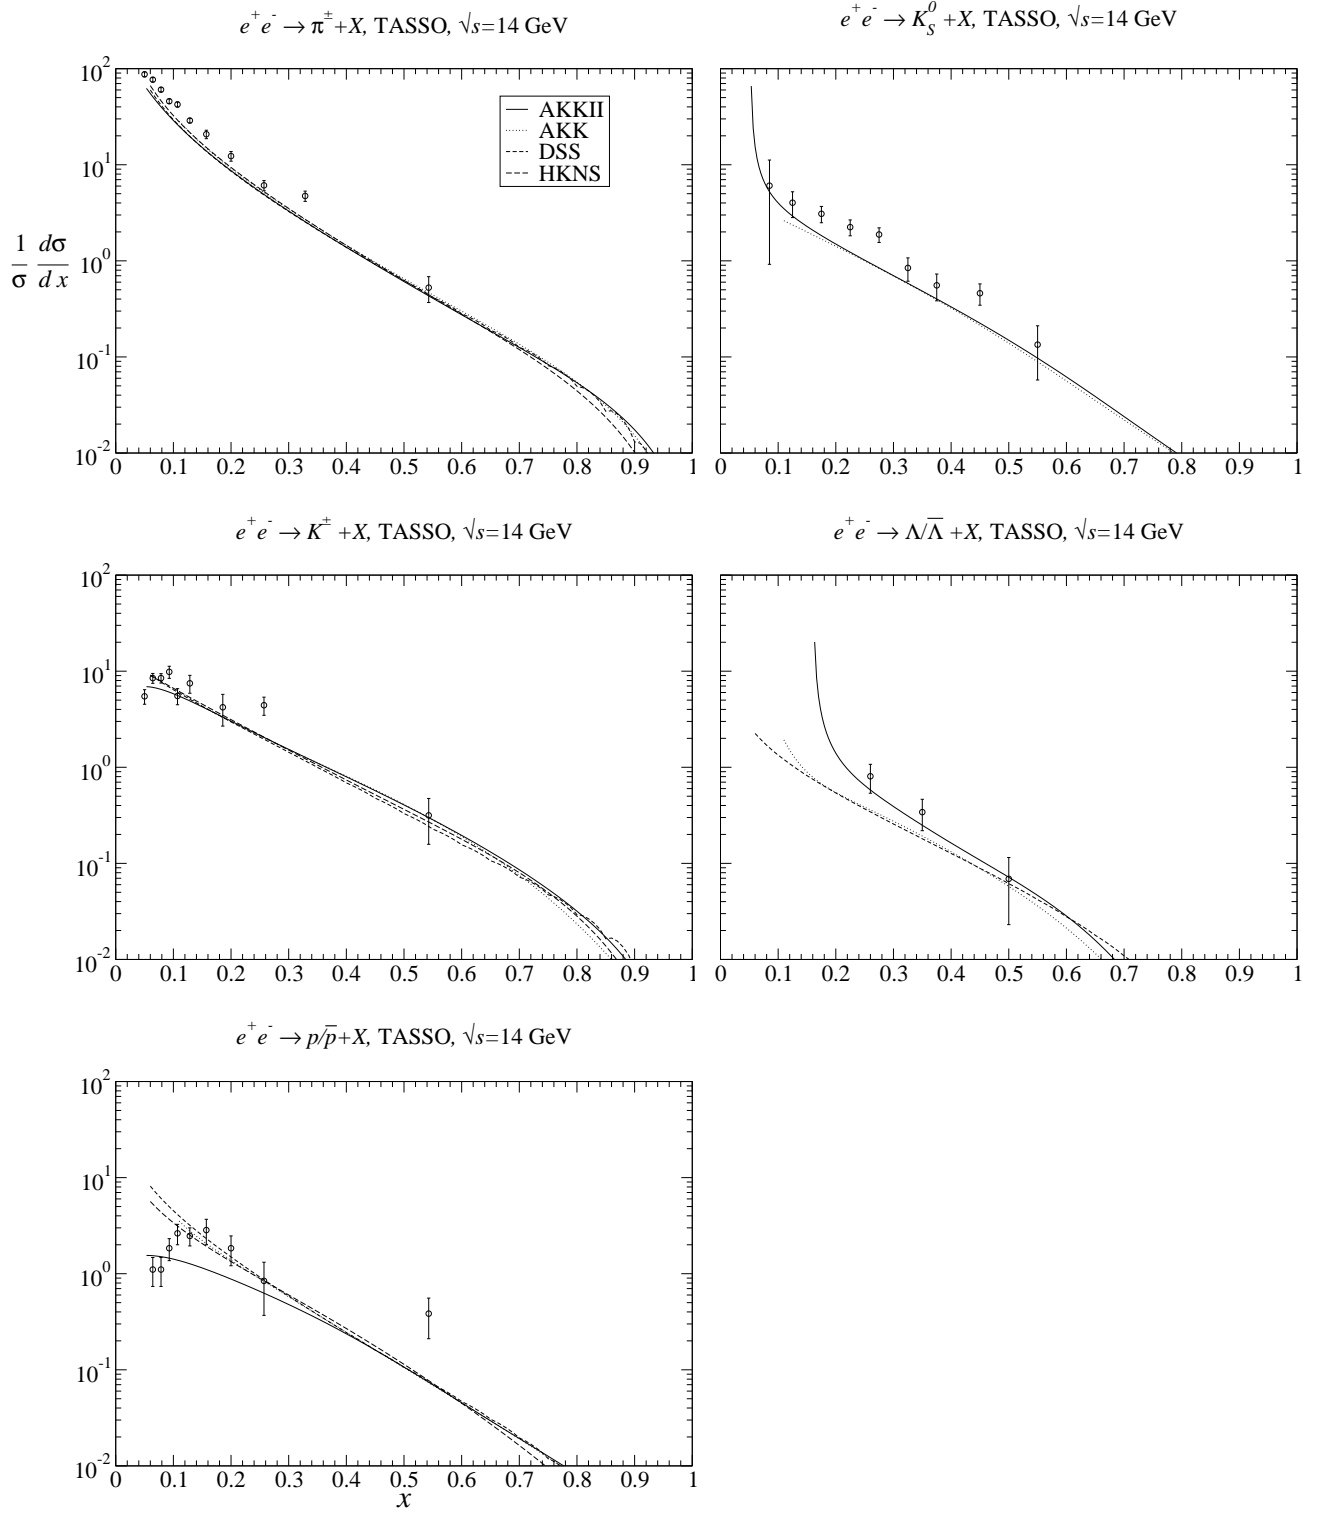 e⁺e⁻ → π± +X, TASSO, √s=14 GeV
e⁺e⁻ → K⁰_S +X, TASSO, √s=14 GeV
10² 10¹ 10⁰ 10⁻¹ 10⁻²
1/σ dσ/dx
AKKII
AKK
DSS
HKNS
0 0.1 0.2 0.3 0.4 0.5 0.6 0.7 0.8 0.9 1
0 0.1 0.2 0.3 0.4 0.5 0.6 0.7 0.8 0.9 1
e⁺e⁻ → K± +X, TASSO, √s=14 GeV
e⁺e⁻ → Λ/Λ̅ +X, TASSO, √s=14 GeV
10² 10¹ 10⁰ 10⁻¹ 10⁻²
0 0.1 0.2 0.3 0.4 0.5 0.6 0.7 0.8 0.9 1
0 0.1 0.2 0.3 0.4 0.5 0.6 0.7 0.8 0.9 1
e⁺e⁻ → p/p̅ +X, TASSO, √s=14 GeV
10² 10¹ 10⁰ 10⁻¹ 10⁻²
0 0.1 0.2 0.3 0.4 0.5 0.6 0.7 0.8 0.9 1
x